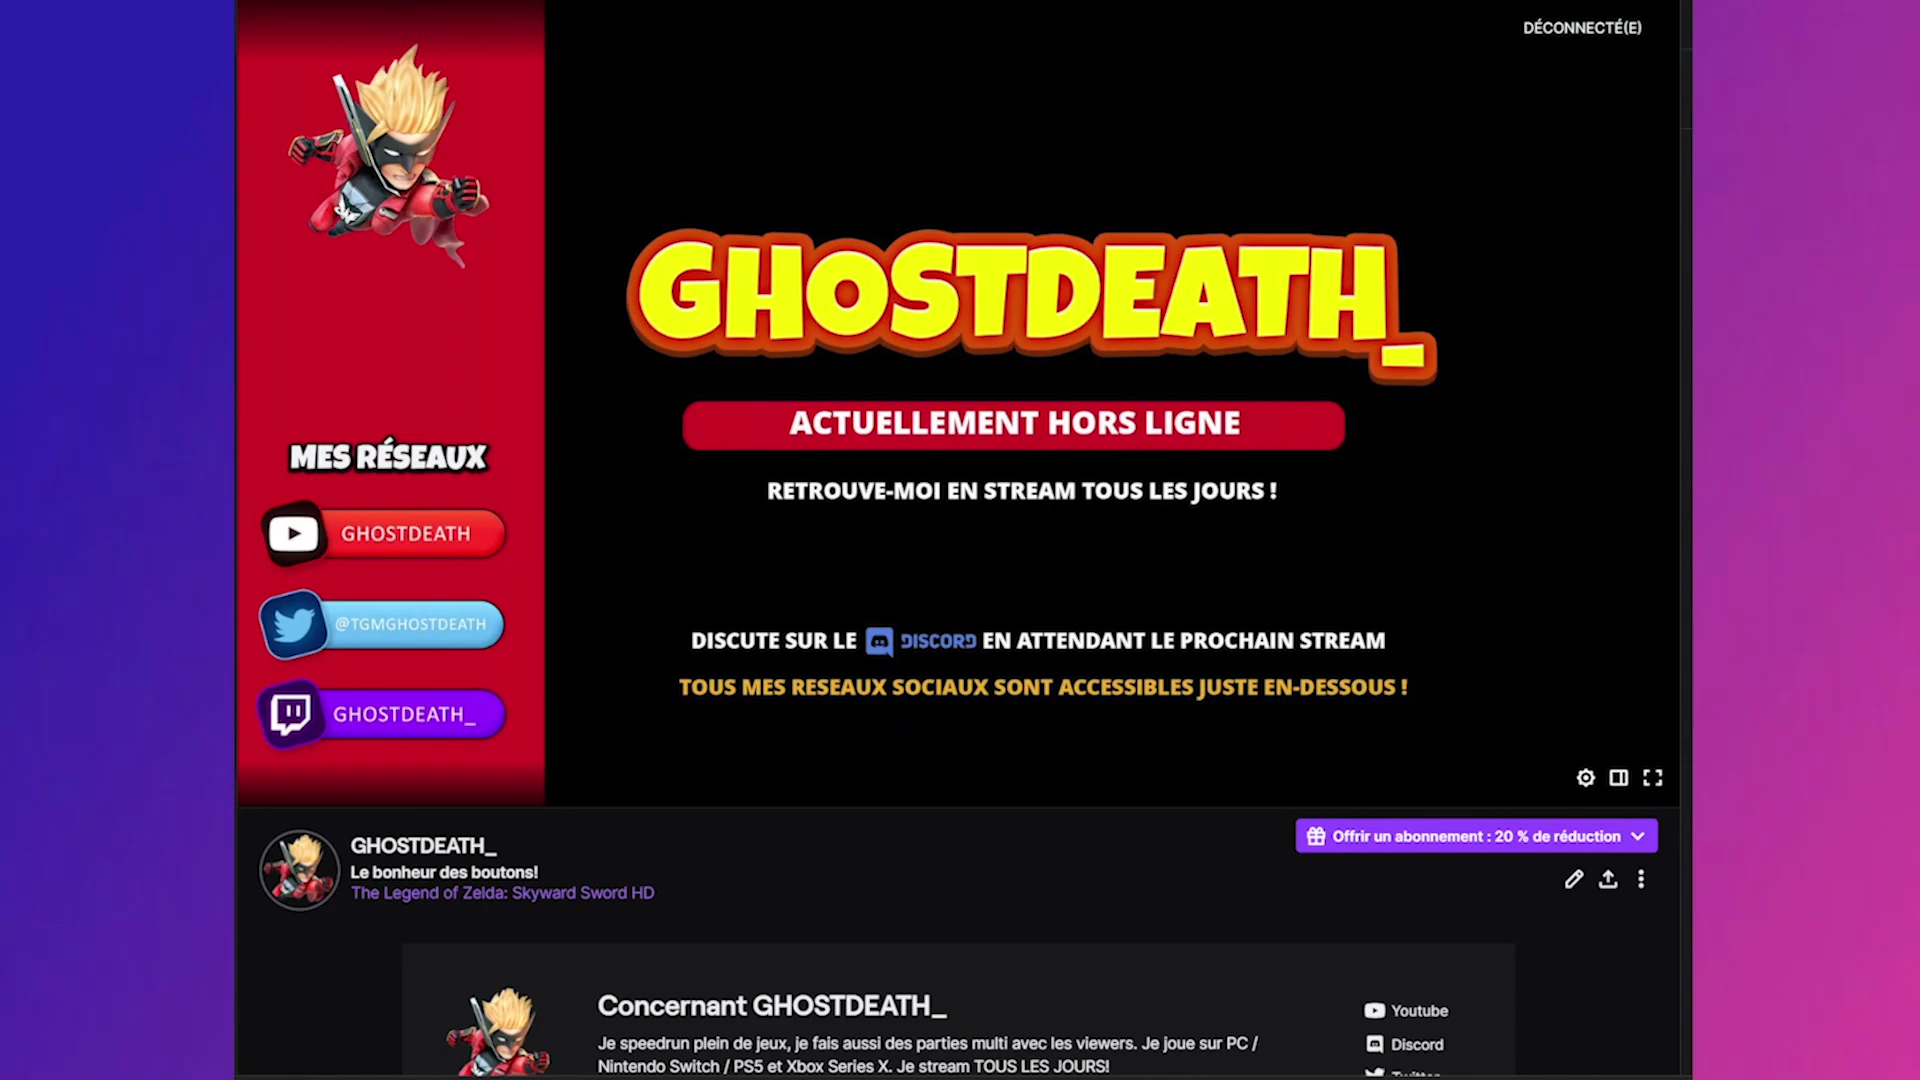 DÉCONNECTÉ(E)
GHOSTDEATH_
ACTUELLEMENT HORS LIGNE
RETROUVE-MOI EN STREAM TOUS LES JOURS !
MES RÉSEAUX
GHOSTDEATH
@TGMGHOSTDEATH
GHOSTDEATH_
DISCUTE SUR LE DISCORD EN ATTENDANT LE PROCHAIN STREAM
TOUS MES RESEAUX SOCIAUX SONT ACCESSIBLES JUSTE EN-DESSOUS !
GHOSTDEATH_
Le bonheur des boutons!
The Legend of Zelda: Skyward Sword HD
Offrir un abonnement : 20 % de réduction
Concernant GHOSTDEATH_
Je speedrun plein de jeux, je fais aussi des parties multi avec les viewers. Je joue sur PC /
Nintendo Switch / PS5 et Xbox Series X. Je stream TOUS LES JOURS!
Youtube
Discord
Twitter